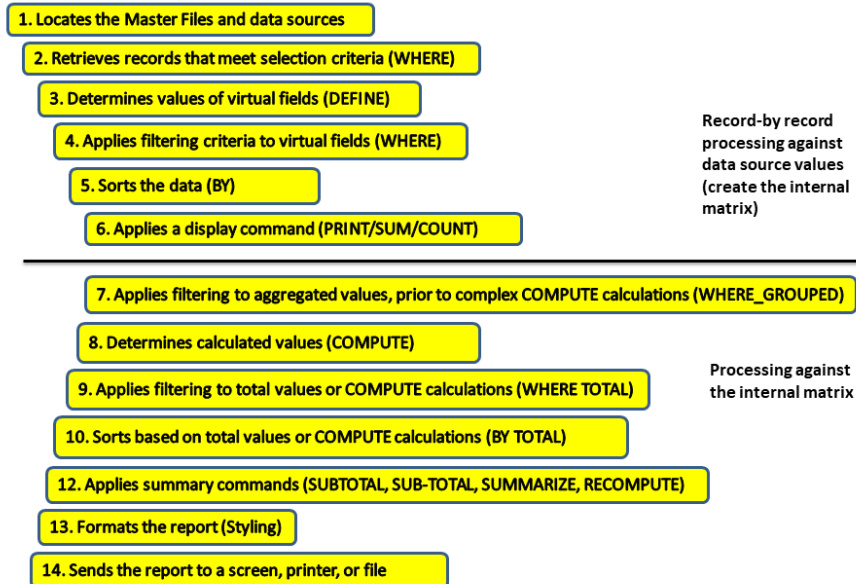 1. Locates the Master Files and data sources
2. Retrieves records that meet selection criteria (WHERE)
3. Determines values of virtual fields (DEFINE)
4. Applies filtering criteria to virtual fields (WHERE)
5. Sorts the data (BY)
6. Applies a display command (PRINT/SUM/COUNT)
Record-by record
processing against
data source values
(create the internal
matrix)
7. Applies filtering to aggregated values, prior to complex COMPUTE calculations (WHERE_GROUPED)
8. Determines calculated values (COMPUTE)
9. Applies filtering to total values or COMPUTE calculations (WHERE TOTAL)
10. Sorts based on total values or COMPUTE calculations (BY TOTAL)
12. Applies summary commands (SUBTOTAL, SUB-TOTAL, SUMMARIZE, RECOMPUTE)
13. Formats the report (Styling)
14. Sends the report to a screen, printer, or file
Processing against
the internal matrix